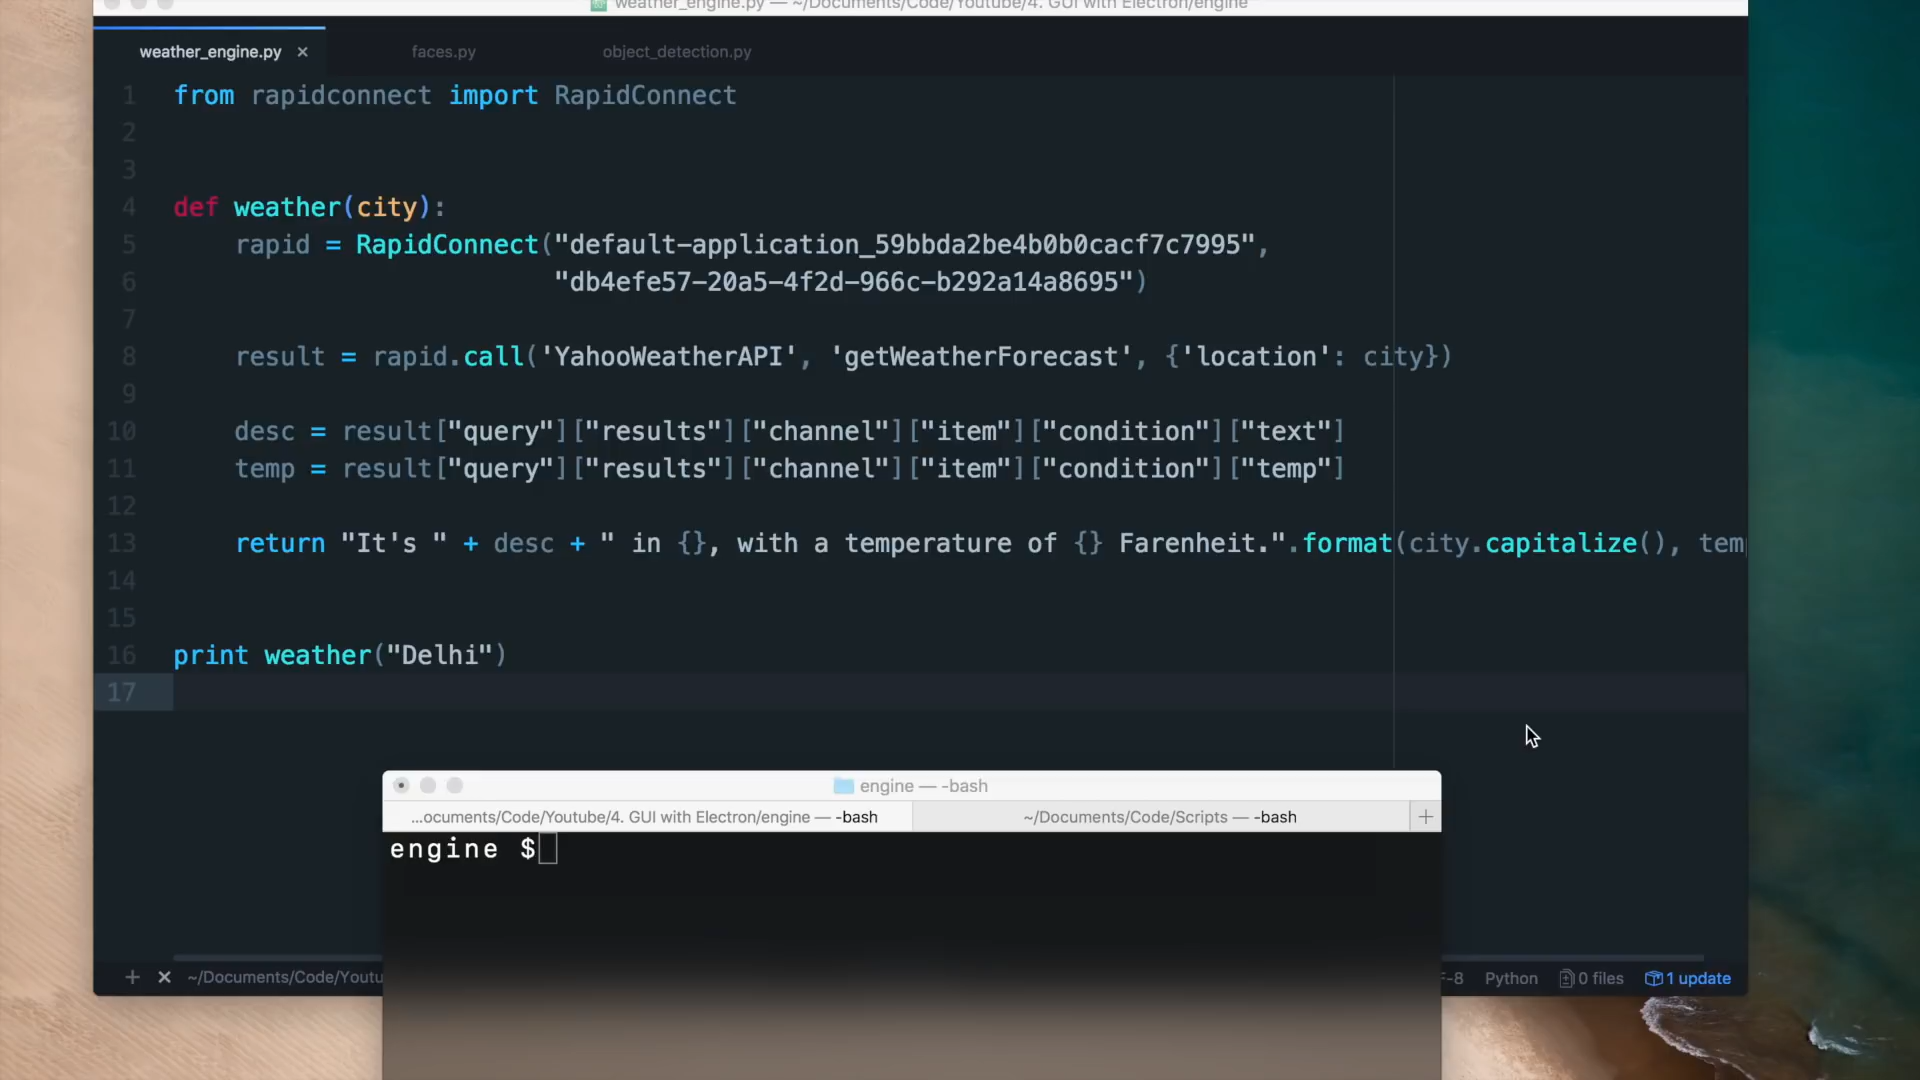 weather_engine.py — ~/Documents/Code/Youtube/4. GUI with Electron/engine
weather_engine.py × faces.py object_detection.py
1 from rapidconnect import RapidConnect
2
3
4 def weather(city):
5 rapid = RapidConnect("default-application_59bbda2be4b0b0cacf7c7995",
6 "db4efe57-20a5-4f2d-966c-b292a14a8695")
7
8 result = rapid.call('YahooWeatherAPI', 'getWeatherForecast', {'location': city})
9
10 desc = result["query"]["results"]["channel"]["item"]["condition"]["text"]
11 temp = result["query"]["results"]["channel"]["item"]["condition"]["temp"]
12
13 return "It's " + desc + " in {}, with a temperature of {} Farenheit.".format(city.capitalize(), tem
14
15
16 print weather("Delhi")
17
engine — -bash
...ocuments/Code/Youtube/4. GUI with Electron/engine — -bash ~/Documents/Code/Scripts — -bash +
engine $
+ × ~/Documents/Code/Youtu F-8 Python 0 files 1 update